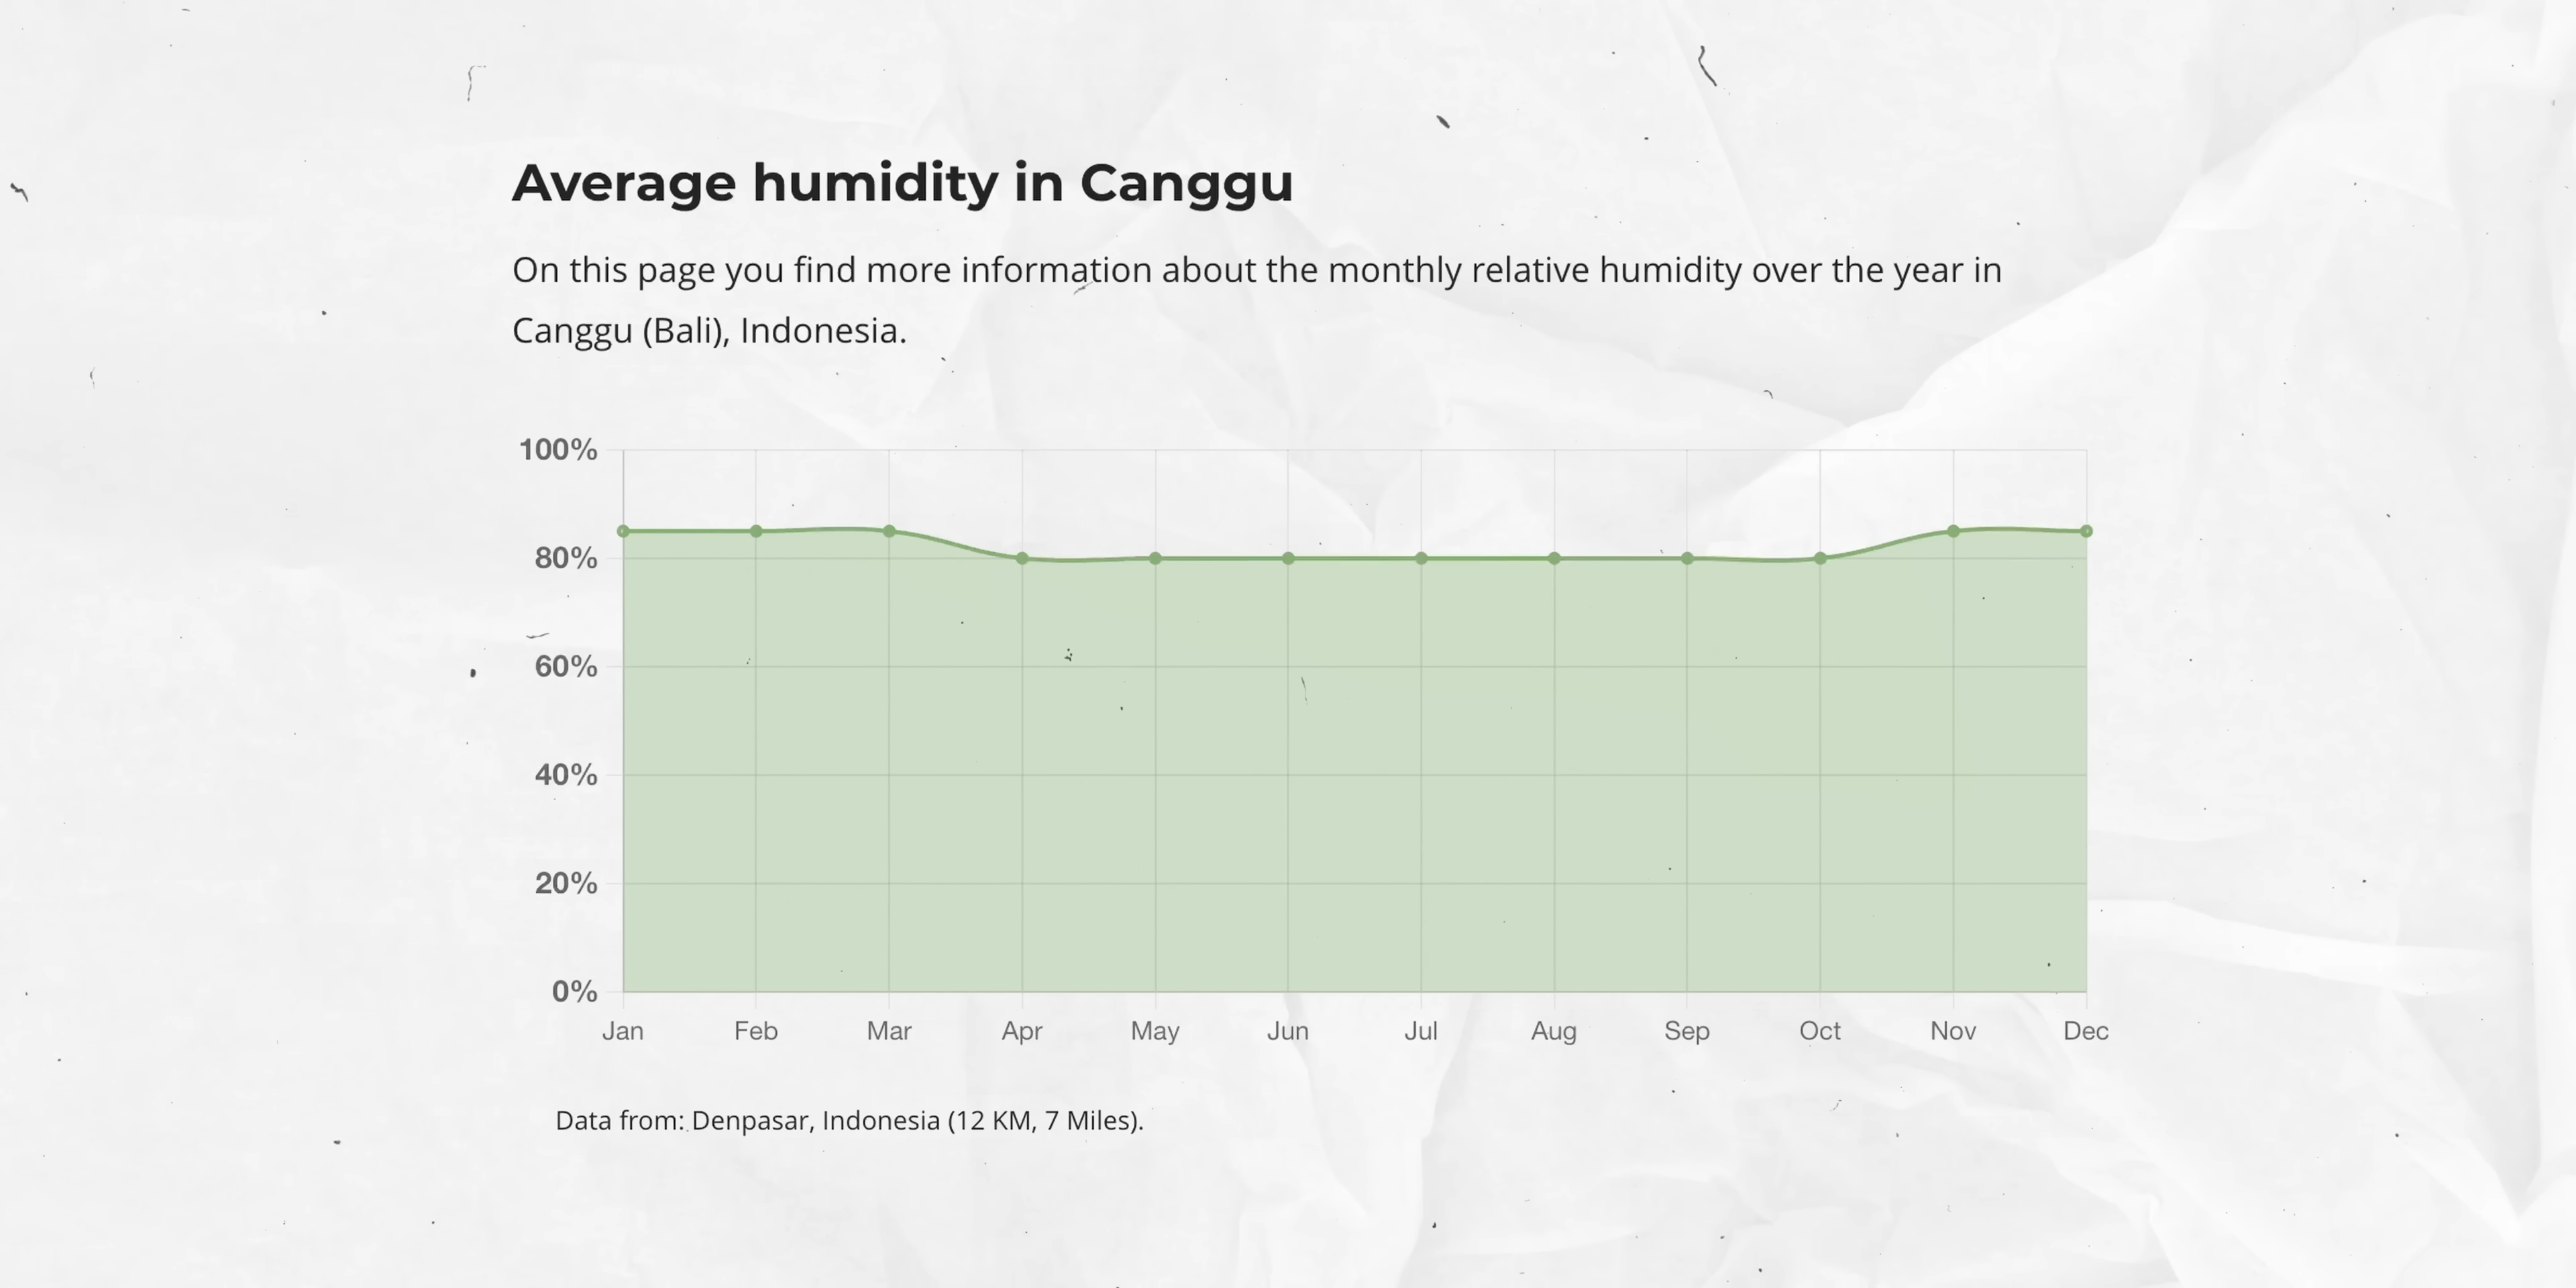 Average humidity in Canggu
On this page you find more information about the monthly relative humidity over the year in
Canggu (Bali), Indonesia.
100%
80%
60%
40%
20%
0%
Jan Feb Mar Apr May Jun Jul Aug Sep Oct Nov Dec
Data from: Denpasar, Indonesia (12 KM, 7 Miles).